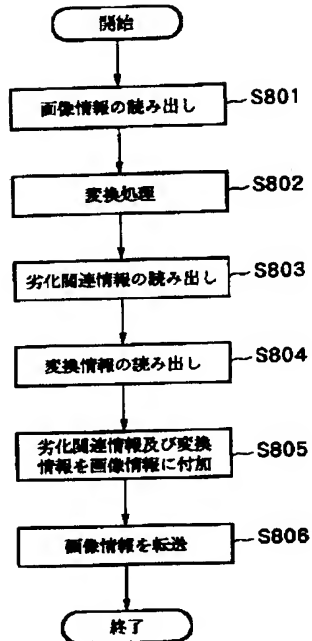 開始
画像情報の読み出し
S801
変換処理
S802
劣化関連情報の読み出し
S803
変換情報の読み出し
S804
劣化関連情報及び変換
情報を画像情報に付加
S805
画像情報を転送
S806
終了